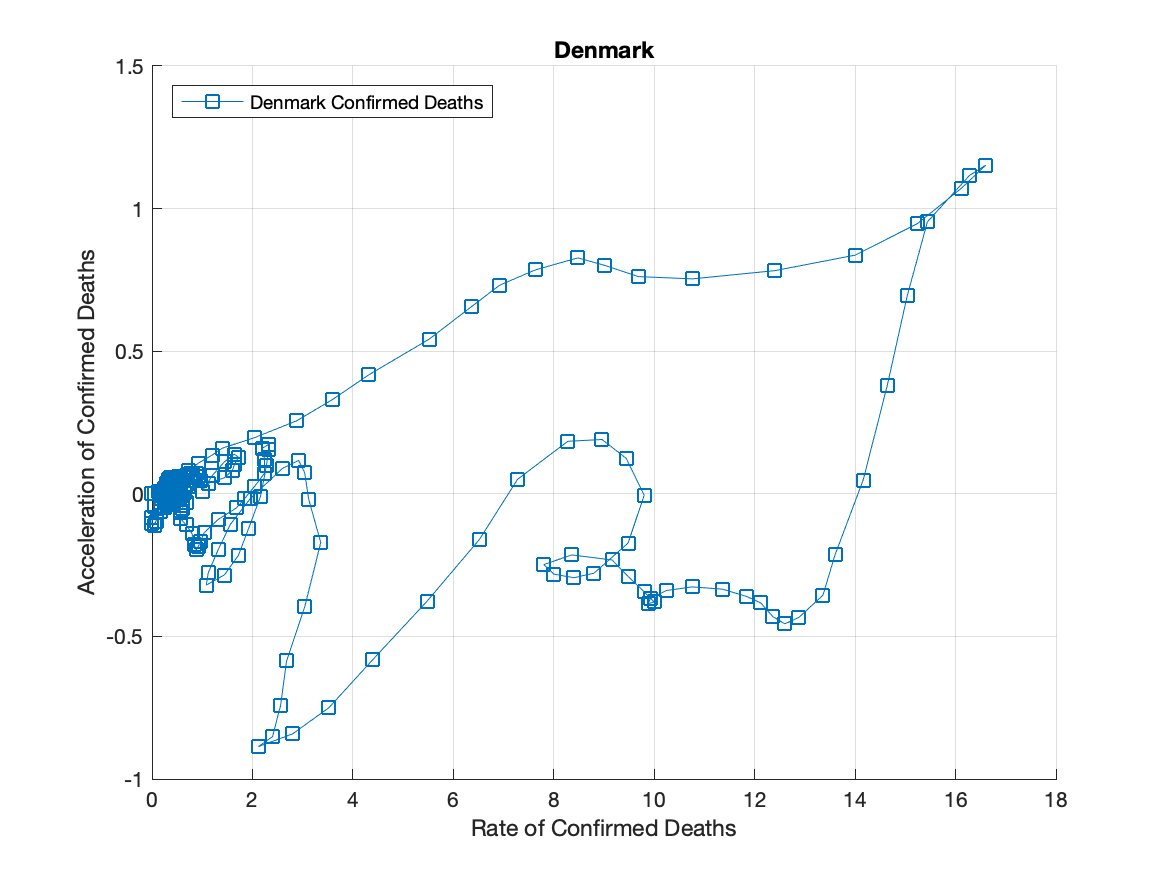 Denmark
1.5
Denmark Confirmed Deaths
1
0.5
0
-0.5
-1
Acceleration of Confirmed Deaths
0 2 4 6 8 10 12 14 16 18
Rate of Confirmed Deaths